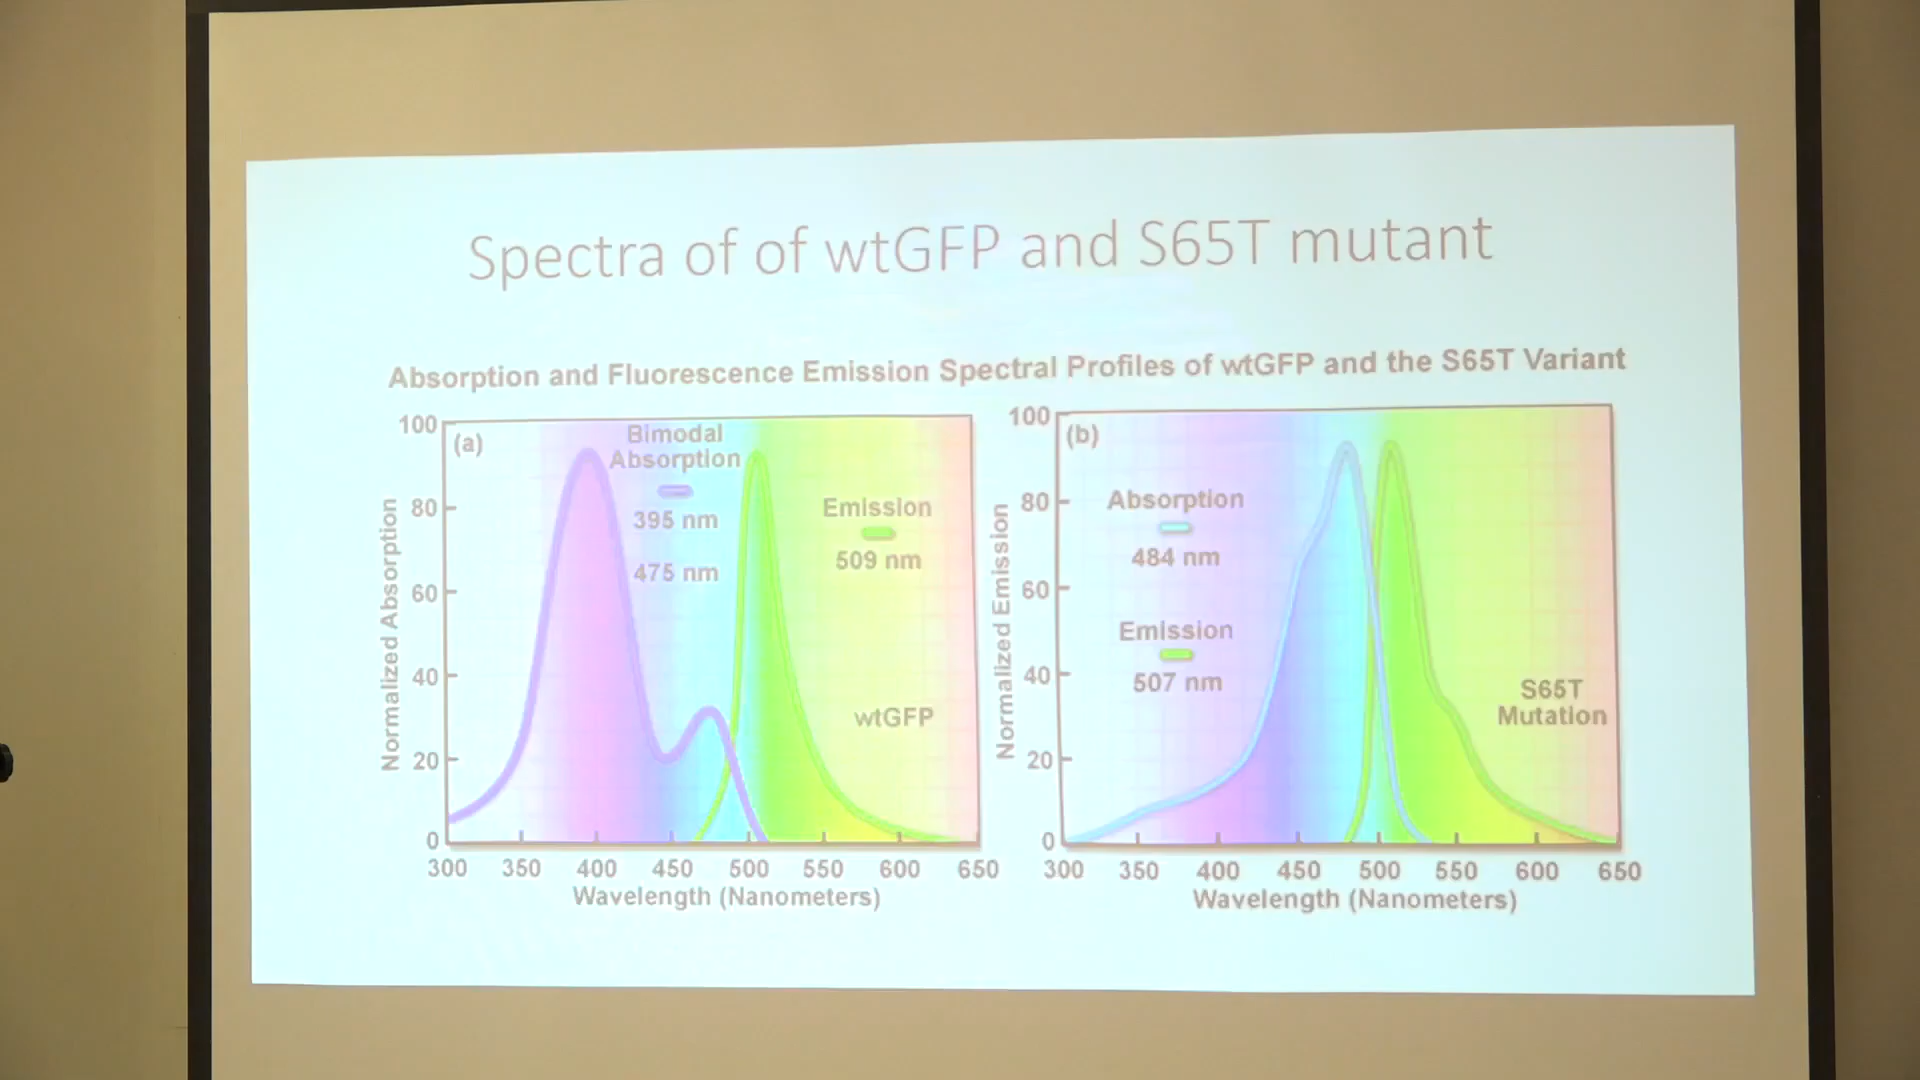 Spectra of of wtGFP and S65T mutant
Absorption and Fluorescence Emission Spectral Profiles of wtGFP and the S65T Variant
Normalized Absorption
100
80
60
40
20
0
(a)
Bimodal
Absorption
395 nm
475 nm
Emission
509 nm
wtGFP
300 350 400 450 500 550 600 650
Wavelength (Nanometers)
Normalized Emission
100
80
60
40
20
0
(b)
Absorption
484 nm
Emission
507 nm
S65T
Mutation
300 350 400 450 500 550 600 650
Wavelength (Nanometers)